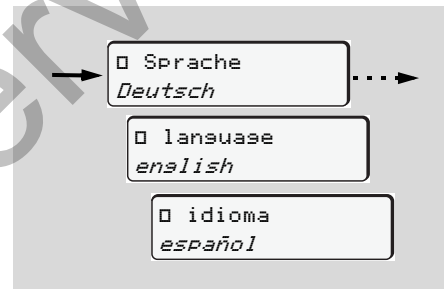 □ Sprache
Deutsch
□ language
english
□ idioma
español